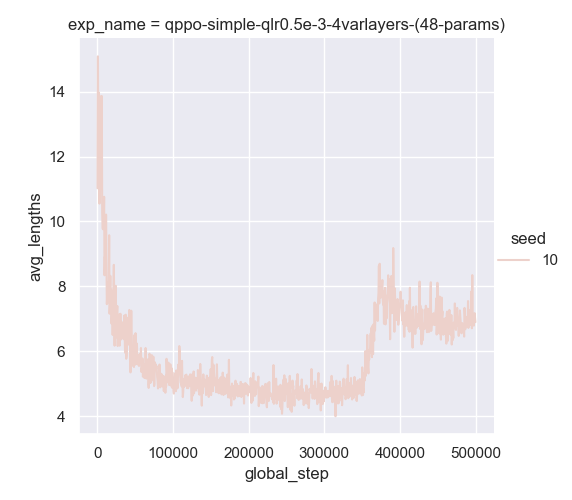 exp_name = qppo-simple-qlr0.5e-3-4varlayers-(48-params)
14
12
10
8
6
4
avg_lengths
0 100000 200000 300000 400000 500000
global_step
seed
10